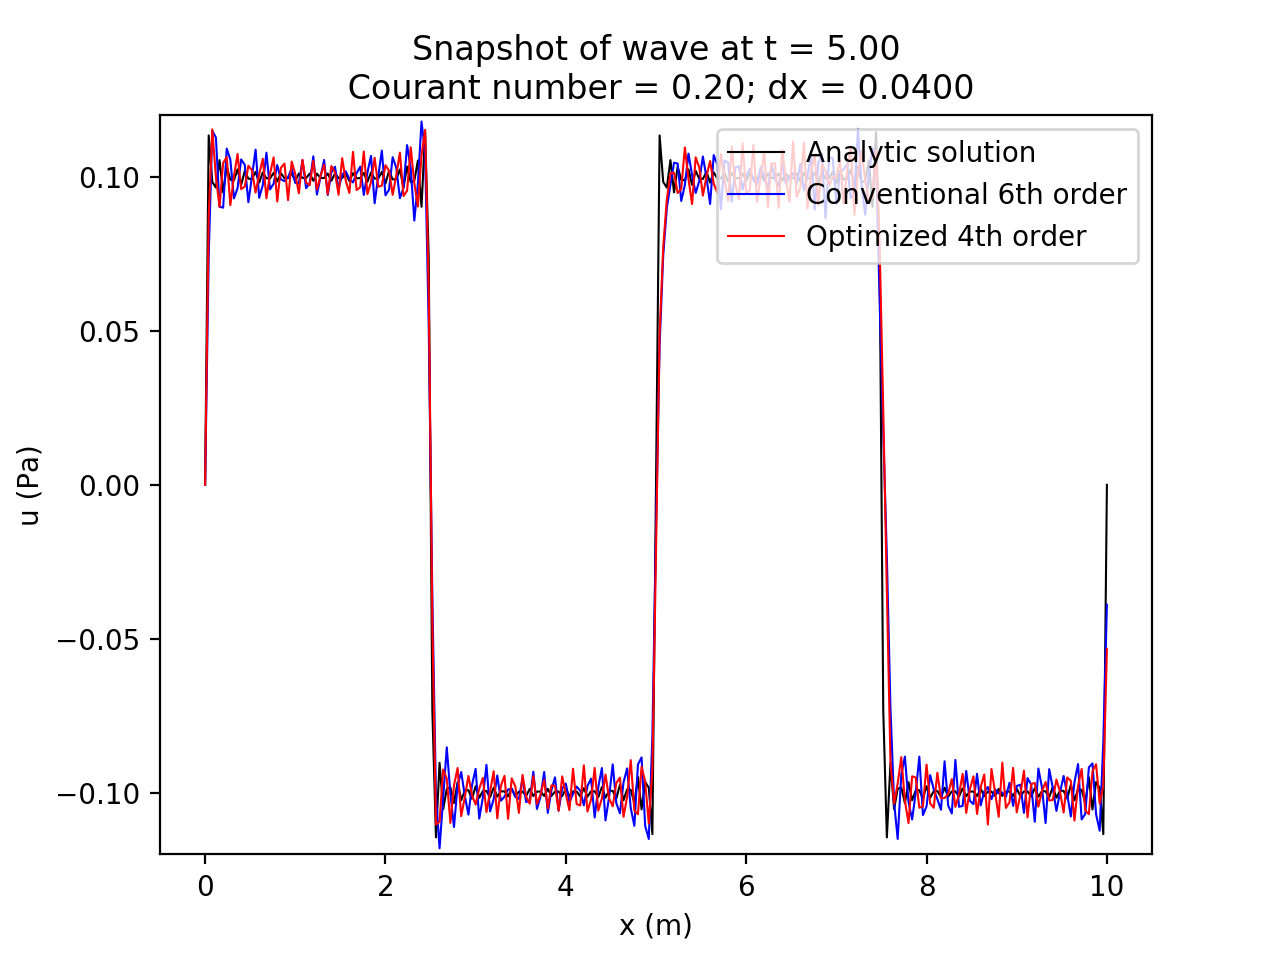 Snapshot of wave at t = 5.00
Courant number = 0.20; dx = 0.0400
Analytic solution
Conventional 6th order
Optimized 4th order
0.10
0.05
0.00
−0.05
−0.10
u (Pa)
0 2 4 6 8 10
x (m)